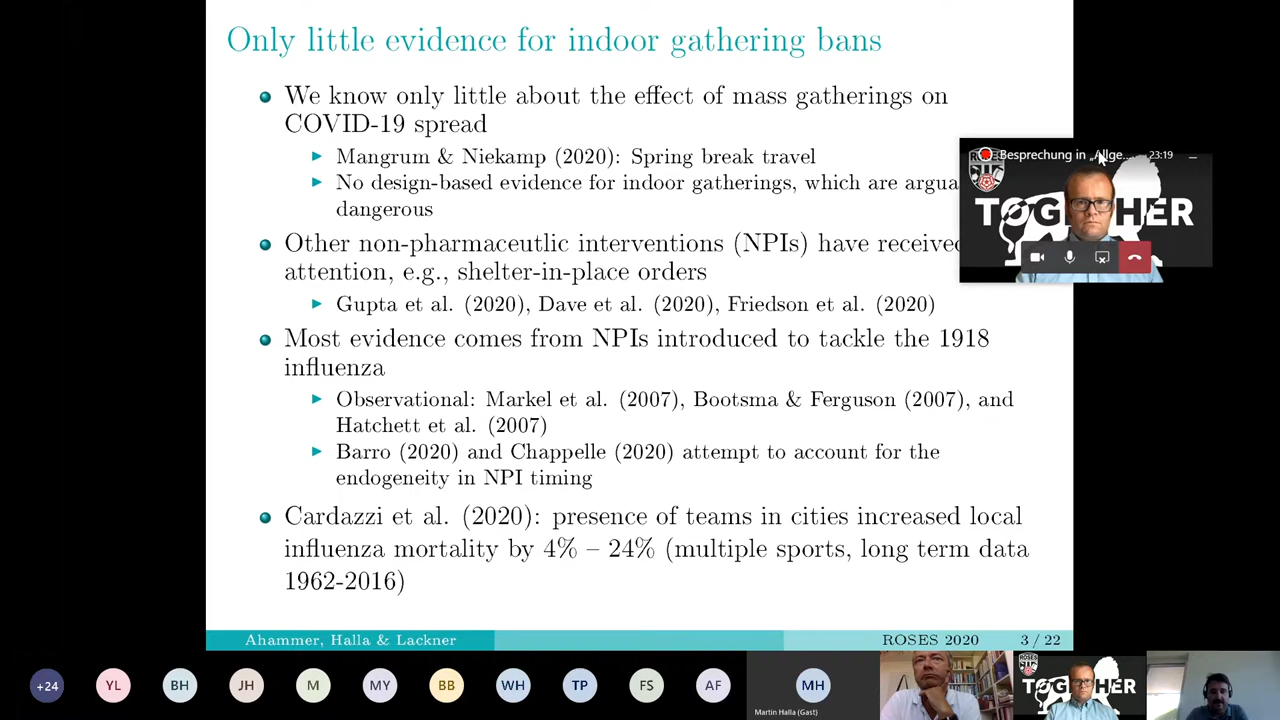 Only little evidence for indoor gathering bans
We know only little about the effect of mass gatherings on
COVID-19 spread
Mangrum & Niekamp (2020): Spring break travel
No design-based evidence for indoor gatherings, which are argua
dangerous
Other non-pharmaceutlic interventions (NPIs) have received
attention, e.g., shelter-in-place orders
Gupta et al. (2020), Dave et al. (2020), Friedson et al. (2020)
Most evidence comes from NPIs introduced to tackle the 1918
influenza
Observational: Markel et al. (2007), Bootsma & Ferguson (2007), and
Hatchett et al. (2007)
Barro (2020) and Chappelle (2020) attempt to account for the
endogeneity in NPI timing
Cardazzi et al. (2020): presence of teams in cities increased local
influenza mortality by 4% – 24% (multiple sports, long term data
1962-2016)
Besprechung in „Allge... 23:19
Ahammer, Halla & Lackner
ROSES 2020
3 / 22
+24
YL
BH
JH
M
MY
BB
WH
TP
FS
AF
MH
Martin Halla (Gast)